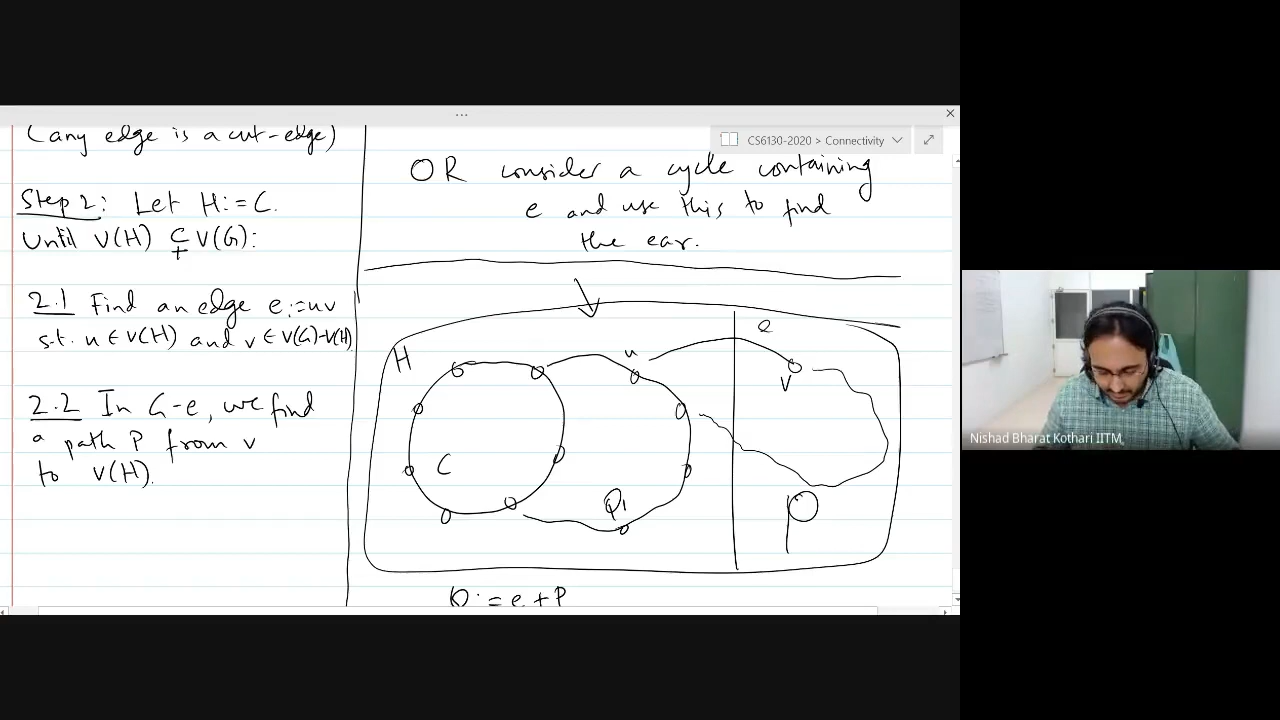 (any edge is a cut-edge)
Step 2: Let H:=C.
Until V(H) ⊊ V(G):
2.1 Find an edge e:=uv
s.t. u ∈ V(H) and v ∈ V(G)-V(H)
2.2 In G-e, we find
a path P from v
to V(H).
CS6130-2020 > Connectivity
OR consider a cycle containing
e and use this to find
the ear.
H
u
e
v
C
Q1
P
:= e + P
Nishad Bharat Kothari IITM,